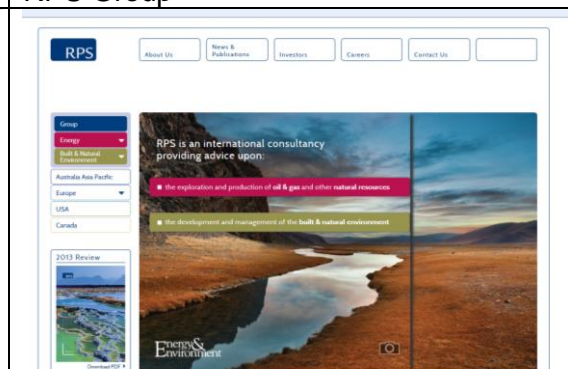 RPS Group
RPS
About Us
News &
Publications
Investors
Careers
Contact Us
Group
Energy
Built & Natural
Environment
Australia Asia Pacific
Europe
USA
Canada
RPS is an international consultancy
providing advice upon:
the exploration and production of oil & gas and other natural resources
the development and management of the built & natural environment
2013 Review
Energy&
Environment
Download PDF